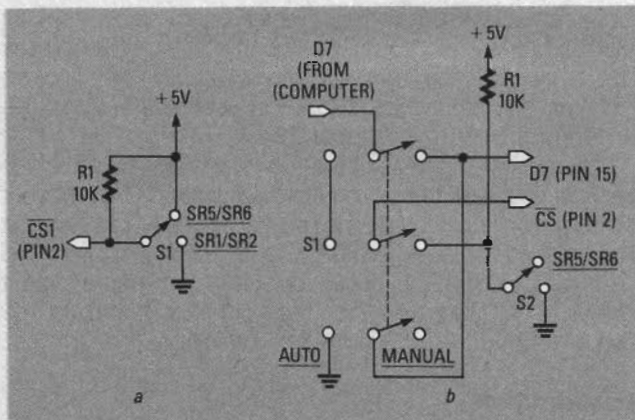 + 5V
R1
10K
SR5/SR6
CS1
(PIN2)
S1
SR1/SR2
a
D7
(FROM
(COMPUTER)
+ 5V
R1
10K
D7 (PIN 15)
CS (PIN 2)
S1
SR5/SR6
S2
AUTO
MANUAL
b